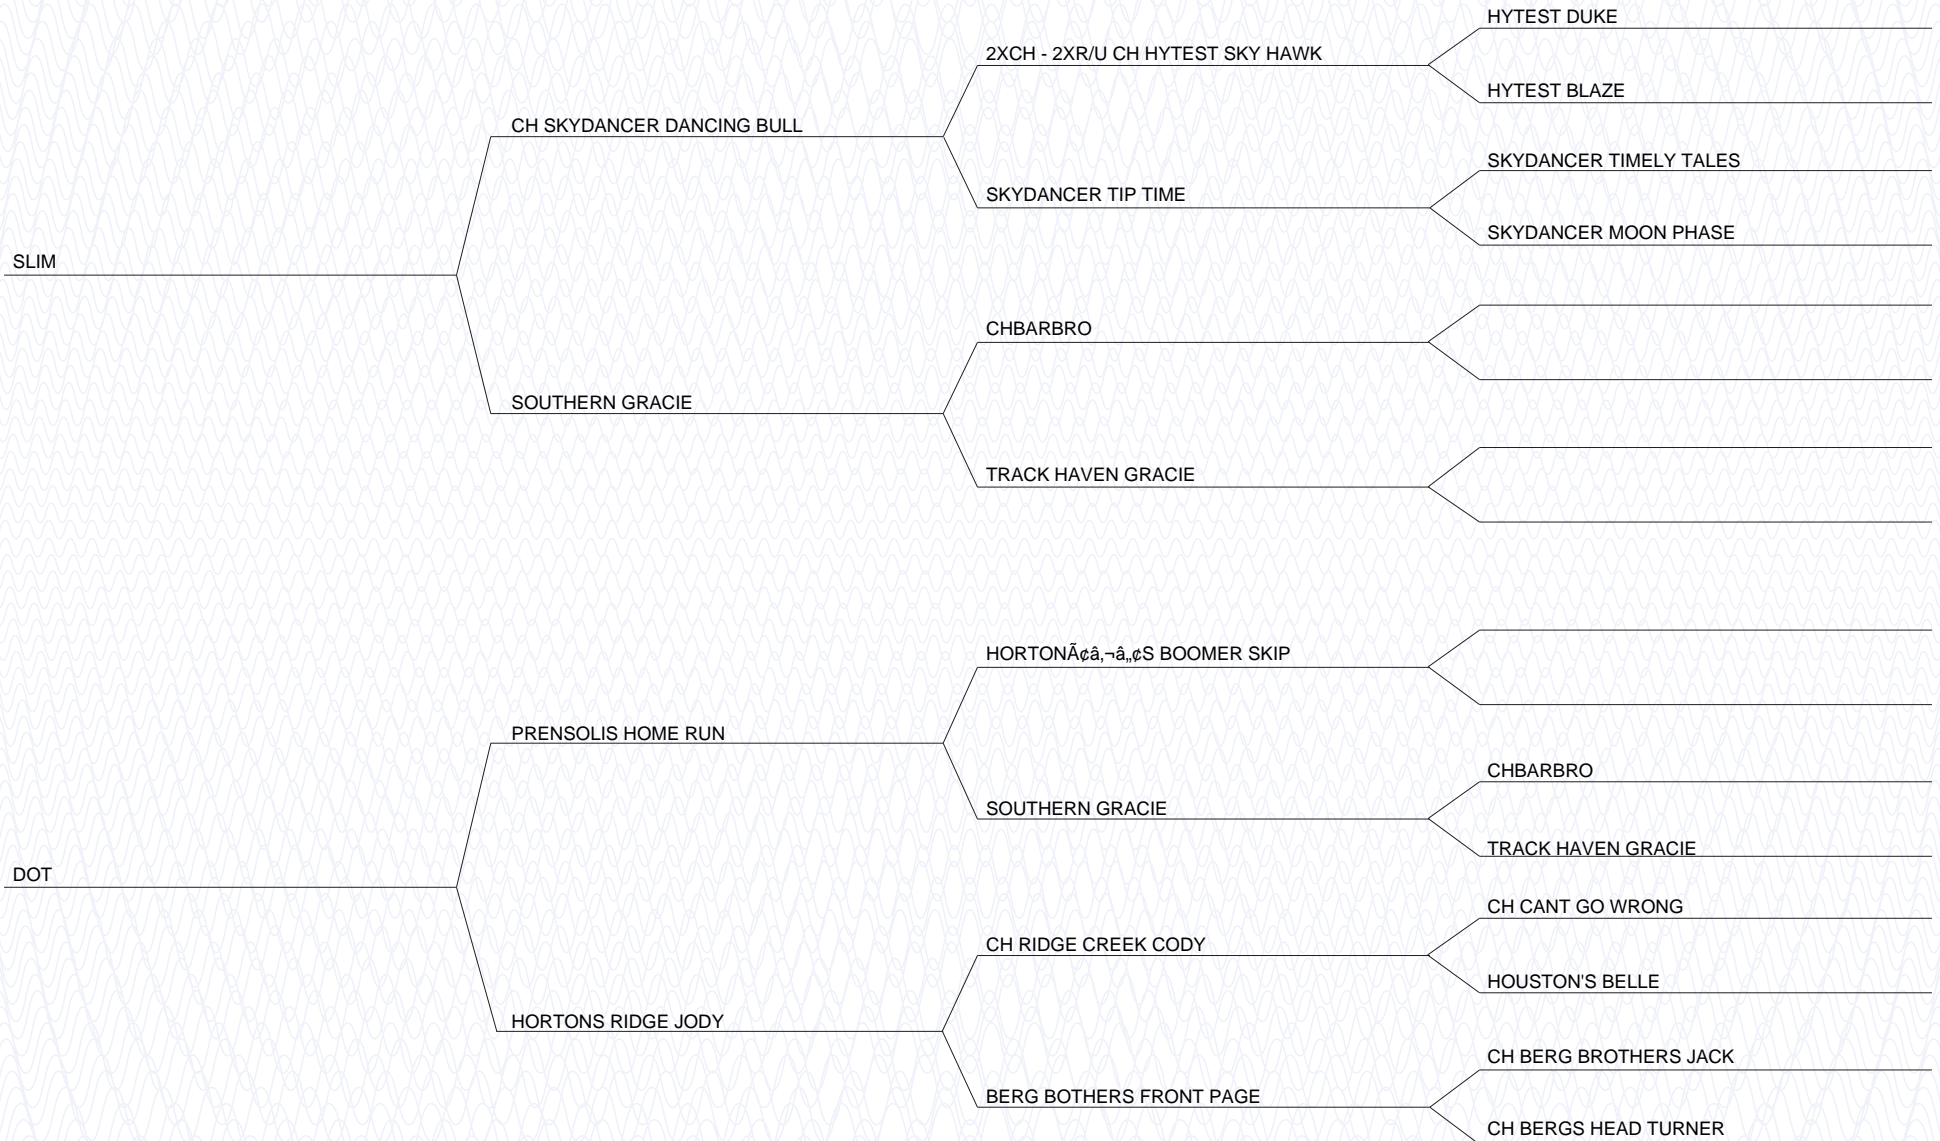 HYTEST DUKE
2XCH - 2XR/U CH HYTEST SKY HAWK
HYTEST BLAZE
CH SKYDANCER DANCING BULL
SKYDANCER TIMELY TALES
SKYDANCER TIP TIME
SKYDANCER MOON PHASE
SLIM
CHBARBRO
SOUTHERN GRACIE
TRACK HAVEN GRACIE
HORTONÃ¢â‚¬â„¢S BOOMER SKIP
PRENSOLIS HOME RUN
CHBARBRO
SOUTHERN GRACIE
TRACK HAVEN GRACIE
DOT
CH CANT GO WRONG
CH RIDGE CREEK CODY
HOUSTON'S BELLE
HORTONS RIDGE JODY
CH BERG BROTHERS JACK
BERG BOTHERS FRONT PAGE
CH BERGS HEAD TURNER